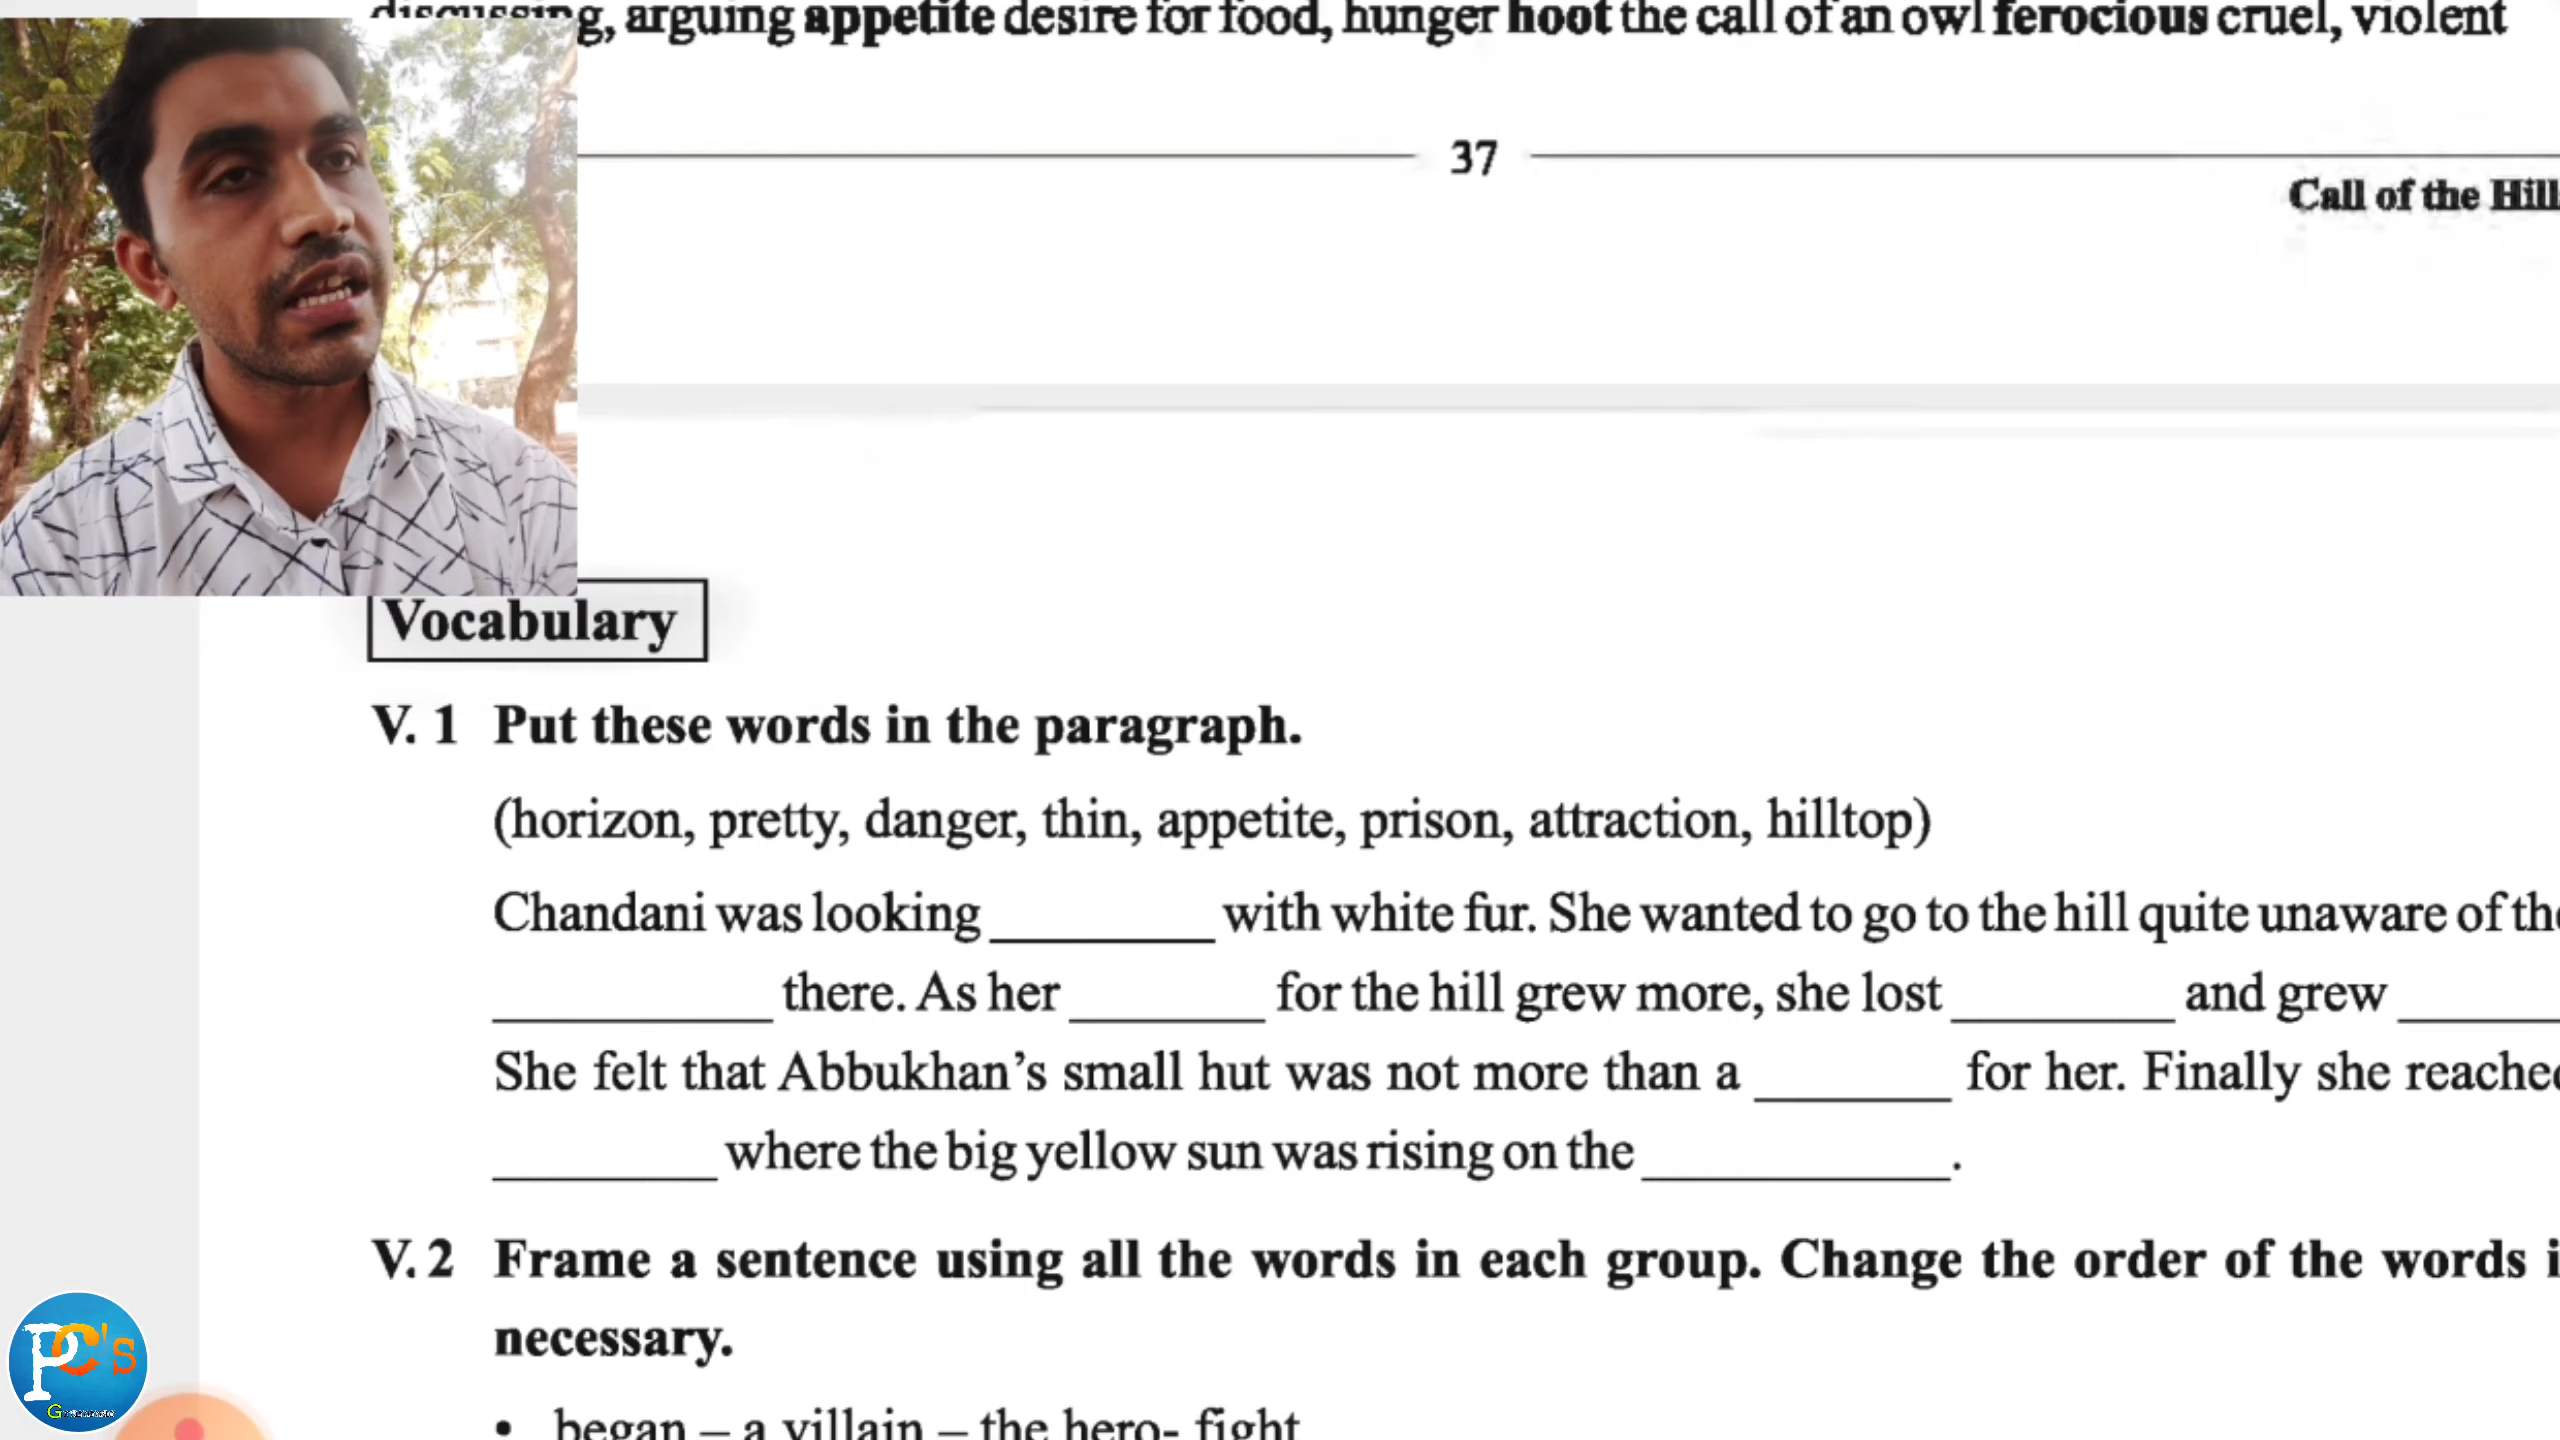 discussing, arguing appetite desire for food, hunger hoot the call of an owl ferocious cruel, violent
37
Call of the Hill
Vocabulary
V. 1 Put these words in the paragraph.
(horizon, pretty, danger, thin, appetite, prison, attraction, hilltop)
Chandani was looking ________ with white fur. She wanted to go to the hill quite unaware of the
__________ there. As her _______ for the hill grew more, she lost ________ and grew ______
She felt that Abbukhan’s small hut was not more than a _______ for her. Finally she reached
________ where the big yellow sun was rising on the ___________.
V. 2 Frame a sentence using all the words in each group. Change the order of the words i
necessary.
• began – a villain – the hero- fight
PC's